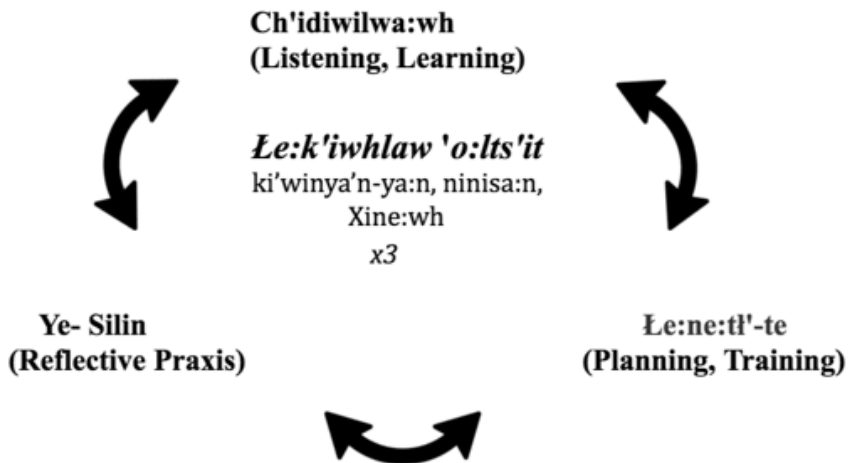 Ch'idiwilwa:wh
(Listening, Learning)
Łe:k'iwhlaw 'o:lts'it
ki'winya'n-ya:n, ninisa:n,
Xine:wh
x3
Ye- Silin
(Reflective Praxis)
Łe:ne:tł'-te
(Planning, Training)